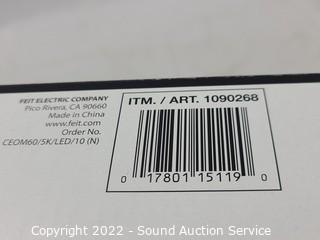 FEIT ELECTRIC COMPANY
Pico Rivera, CA 90660
Made in China
www.feit.com
Order No.
CEOM60/5K/LED/10 (N)
ITM. / ART. 1090268
0 17801 15119 0
Copyright 2022 - Sound Auction Service